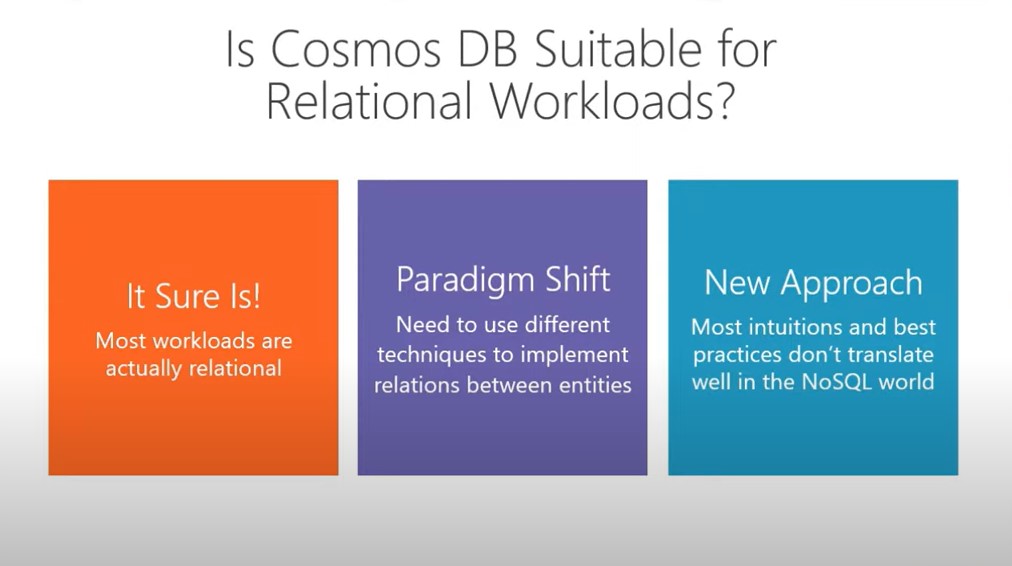 Is Cosmos DB Suitable for
Relational Workloads?
It Sure Is!
Most workloads are
actually relational
Paradigm Shift
Need to use different
techniques to implement
relations between entities
New Approach
Most intuitions and best
practices don't translate
well in the NoSQL world